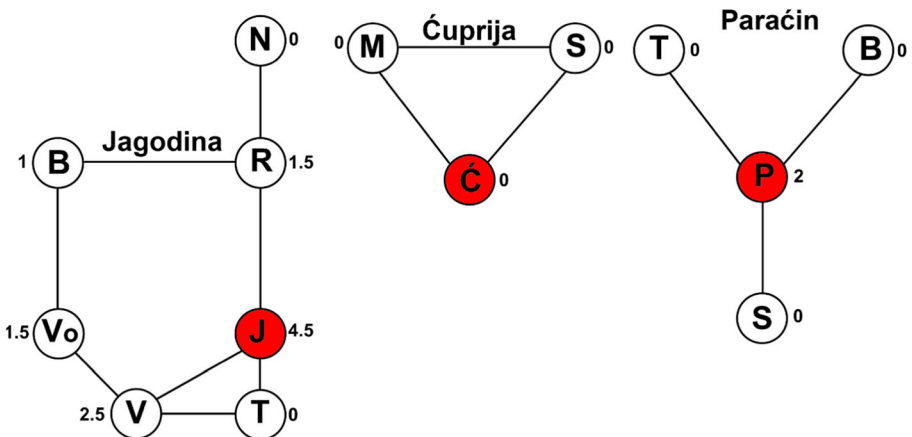 N 0
Jagodina
1 B
R 1.5
1.5 Vo
J 4.5
2.5 V
T 0
Ćuprija
0 M
S 0
Ć 0
Paraćin
T 0
B 0
P 2
S 0